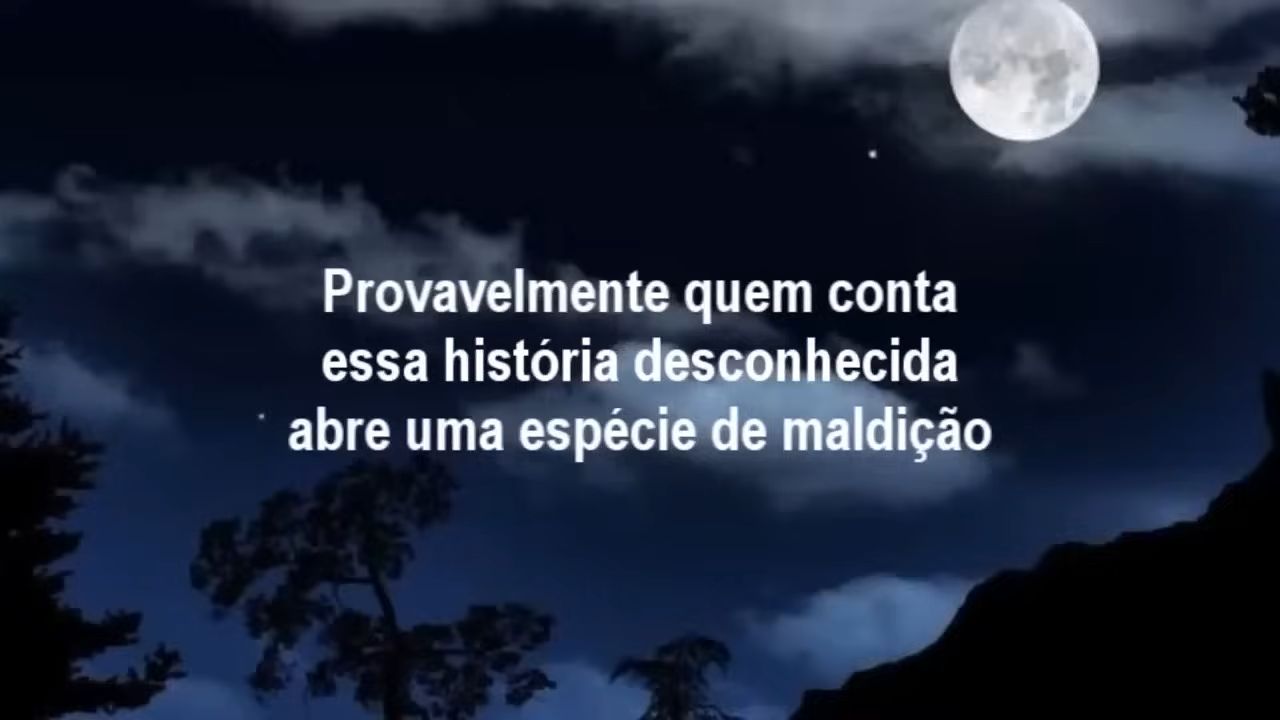 Provavelmente quem conta
essa história desconhecida
abre uma espécie de maldição